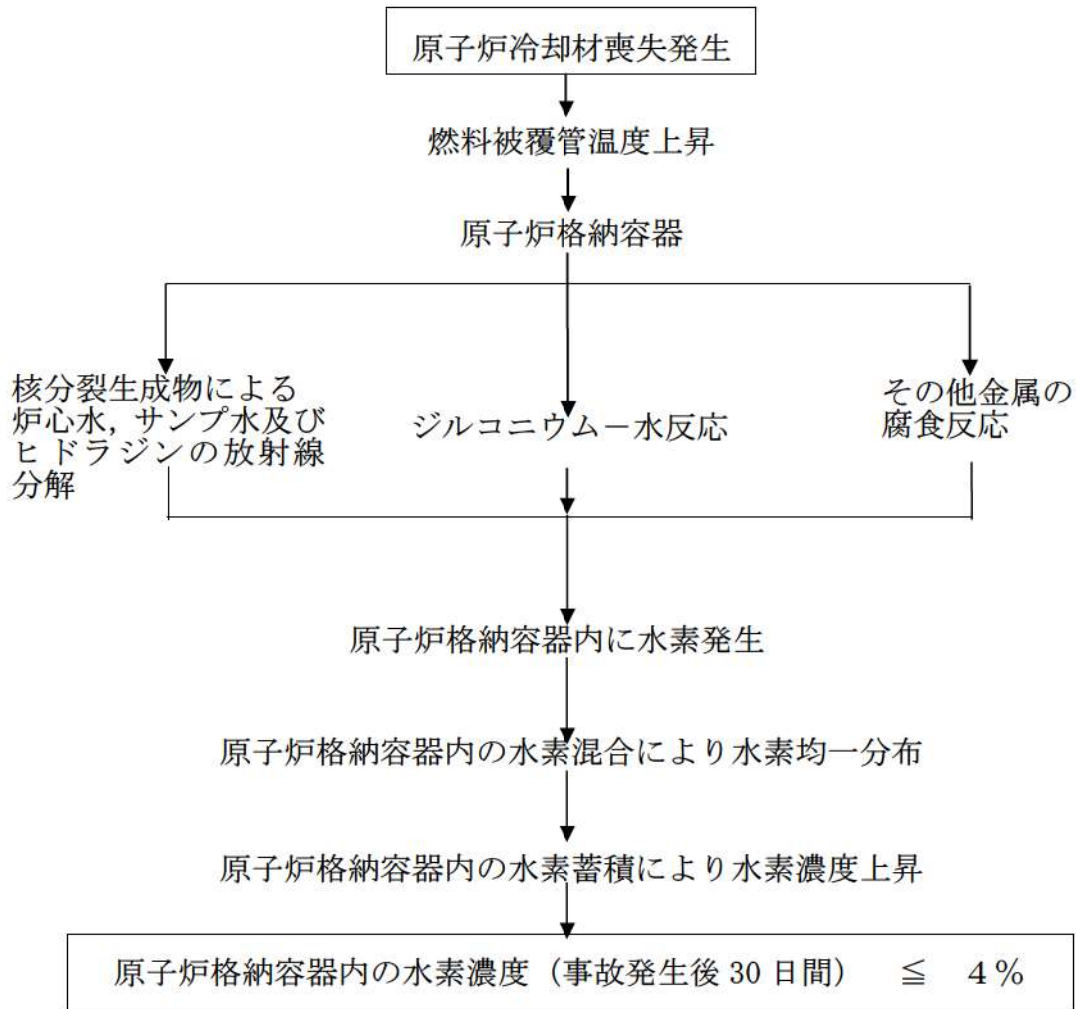 原子炉冷却材喪失発生
燃料被覆管温度上昇
原子炉格納容器
核分裂生成物による
炉心水,サンプ水及び
ヒドラジンの放射線
分解
ジルコニウム－水反応
その他金属の
腐食反応
原子炉格納容器内に水素発生
原子炉格納容器内の水素混合により水素均一分布
原子炉格納容器内の水素蓄積により水素濃度上昇
原子炉格納容器内の水素濃度（事故発生後 30 日間） ≦ 4％